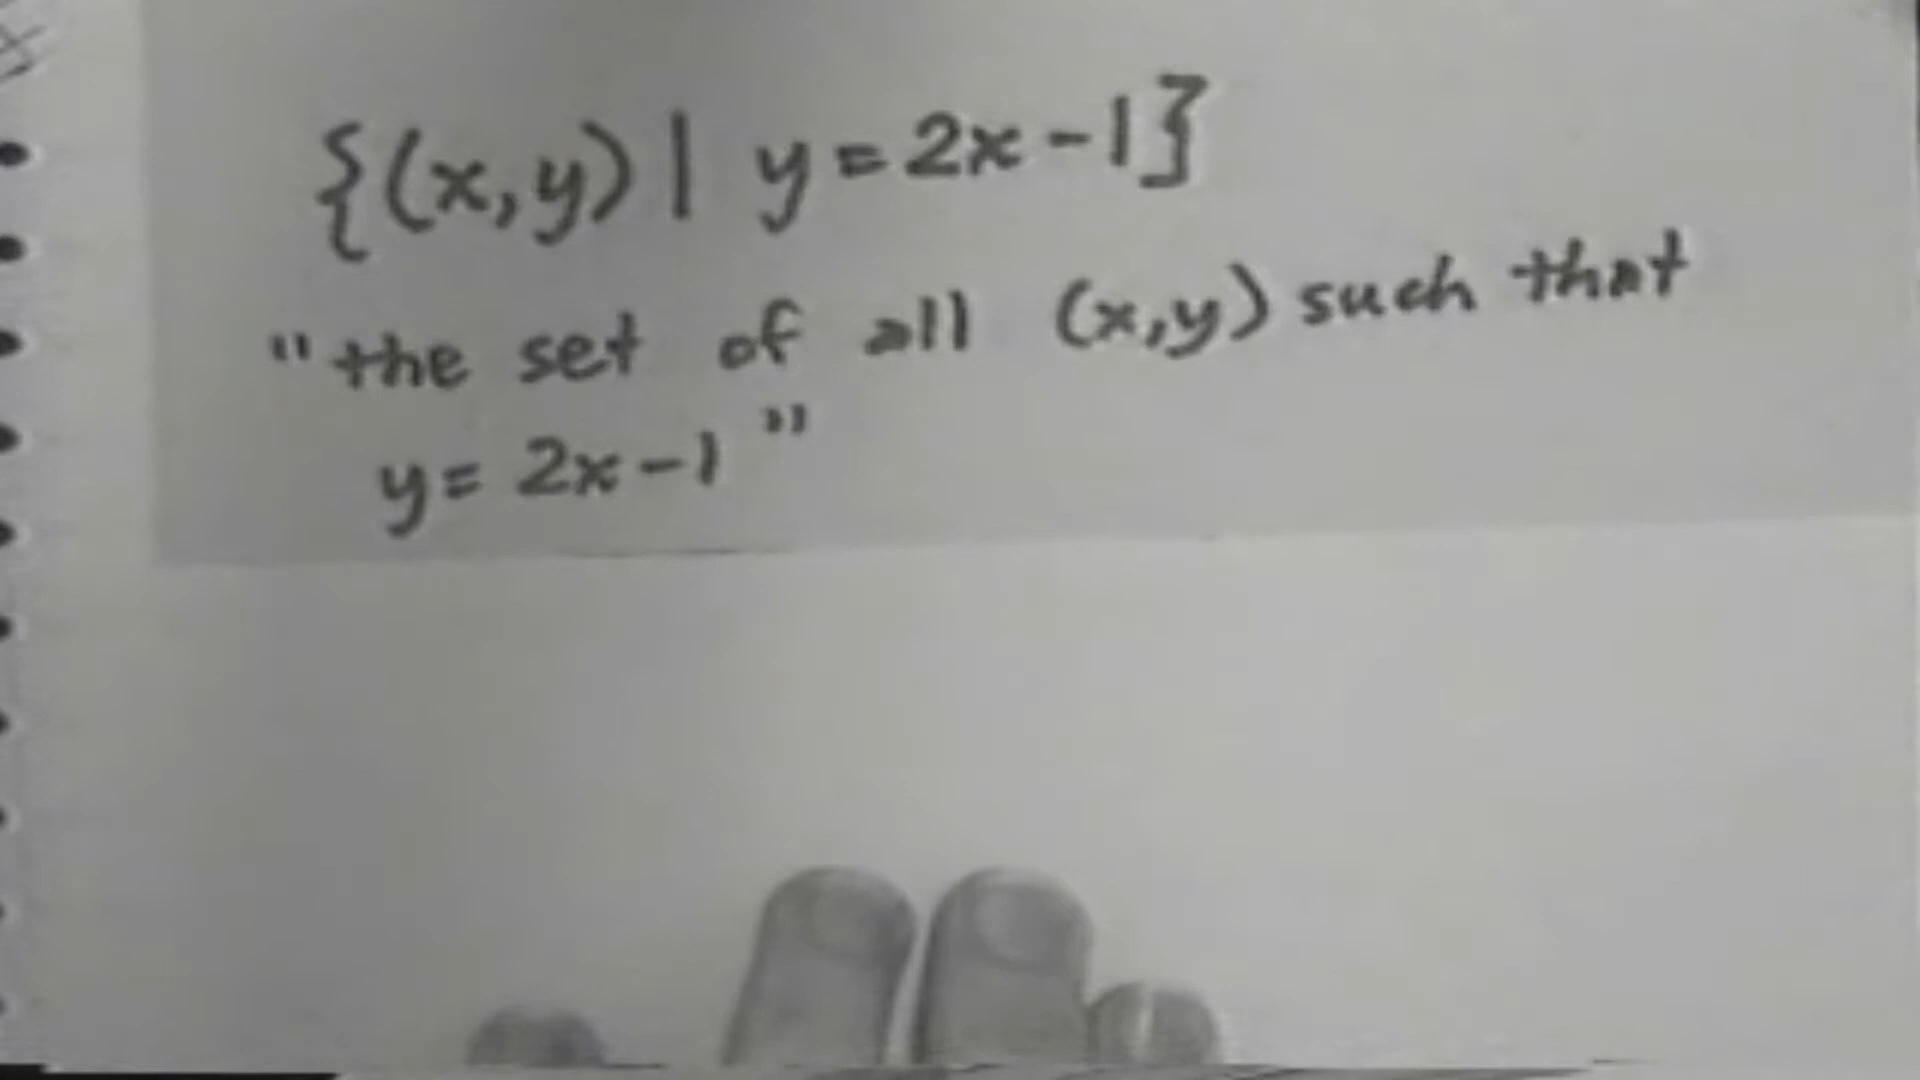 {(x,y) | y = 2x - 1}
"the set of all (x,y) such that
y = 2x - 1"